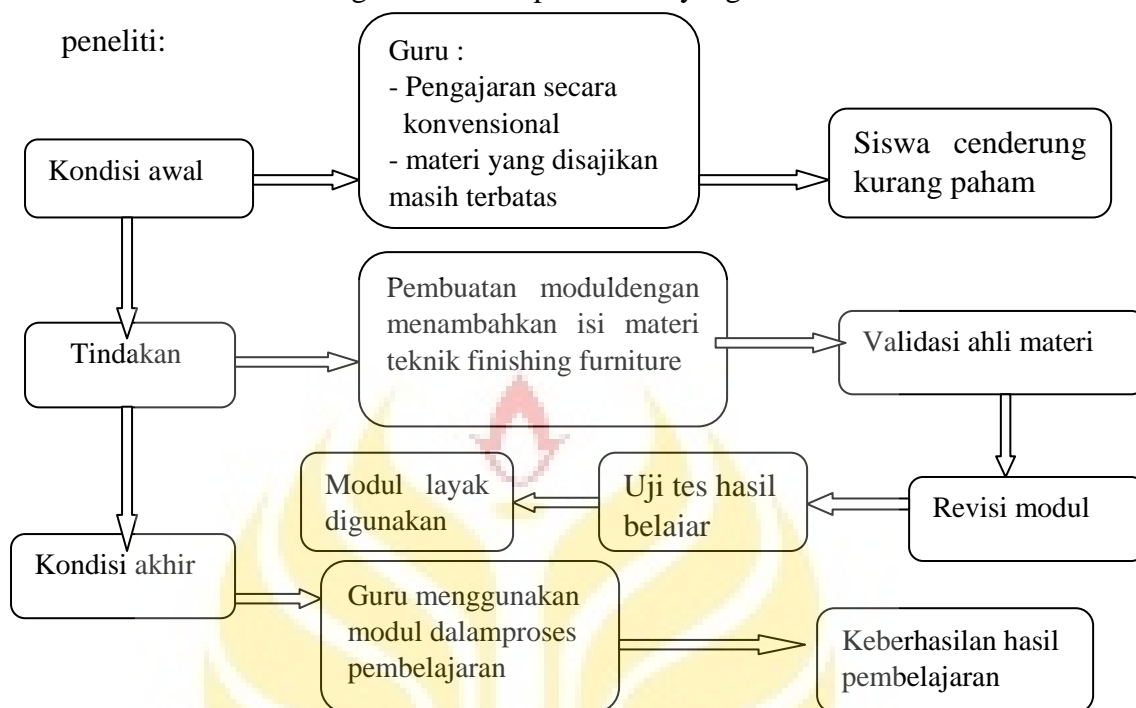 peneliti:
Guru :
- Pengajaran secara
konvensional
- materi yang disajikan
masih terbatas
Kondisi awal
Siswa cenderung
kurang paham
Pembuatan moduldengan
menambahkan isi materi
teknik finishing furniture
Tindakan
Validasi ahli materi
Modul layak
digunakan
Uji tes hasil
belajar
Revisi modul
Kondisi akhir
Guru menggunakan
modul dalamproses
pembelajaran
Keberhasilan hasil
pembelajaran